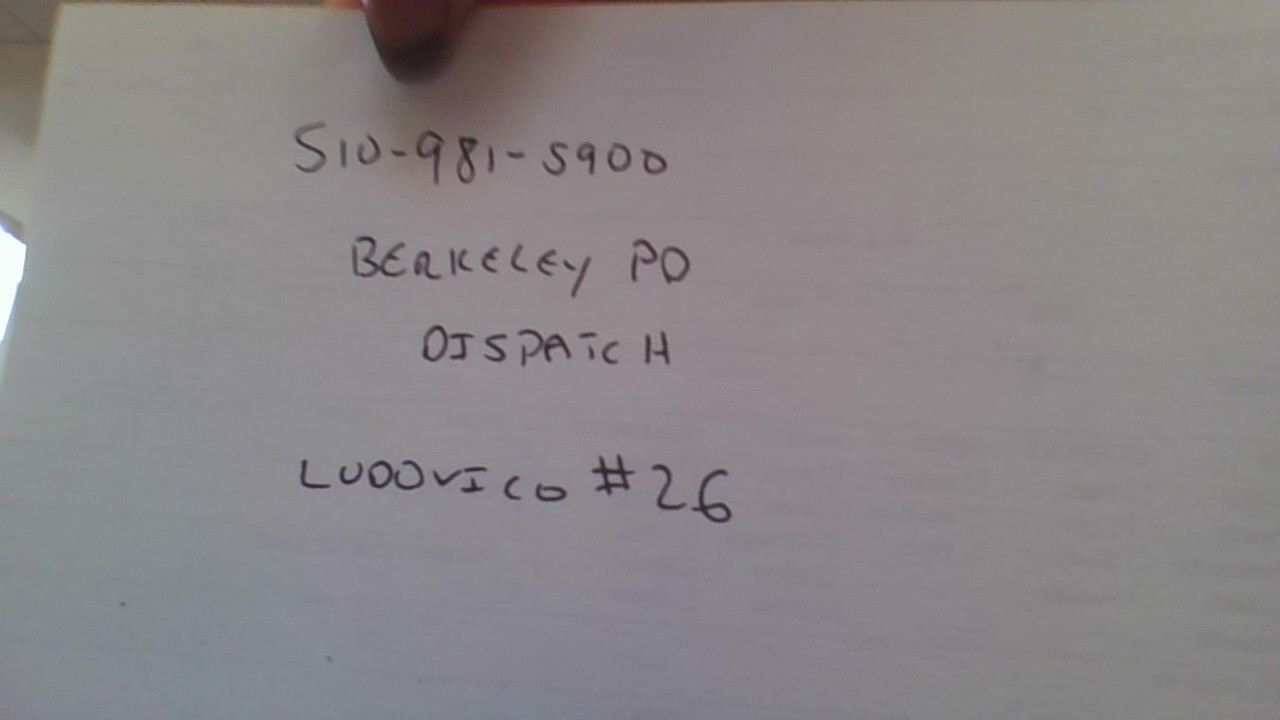 510-981-5900
BERKELEY PD
DISPATCH
LUDOVICO #26